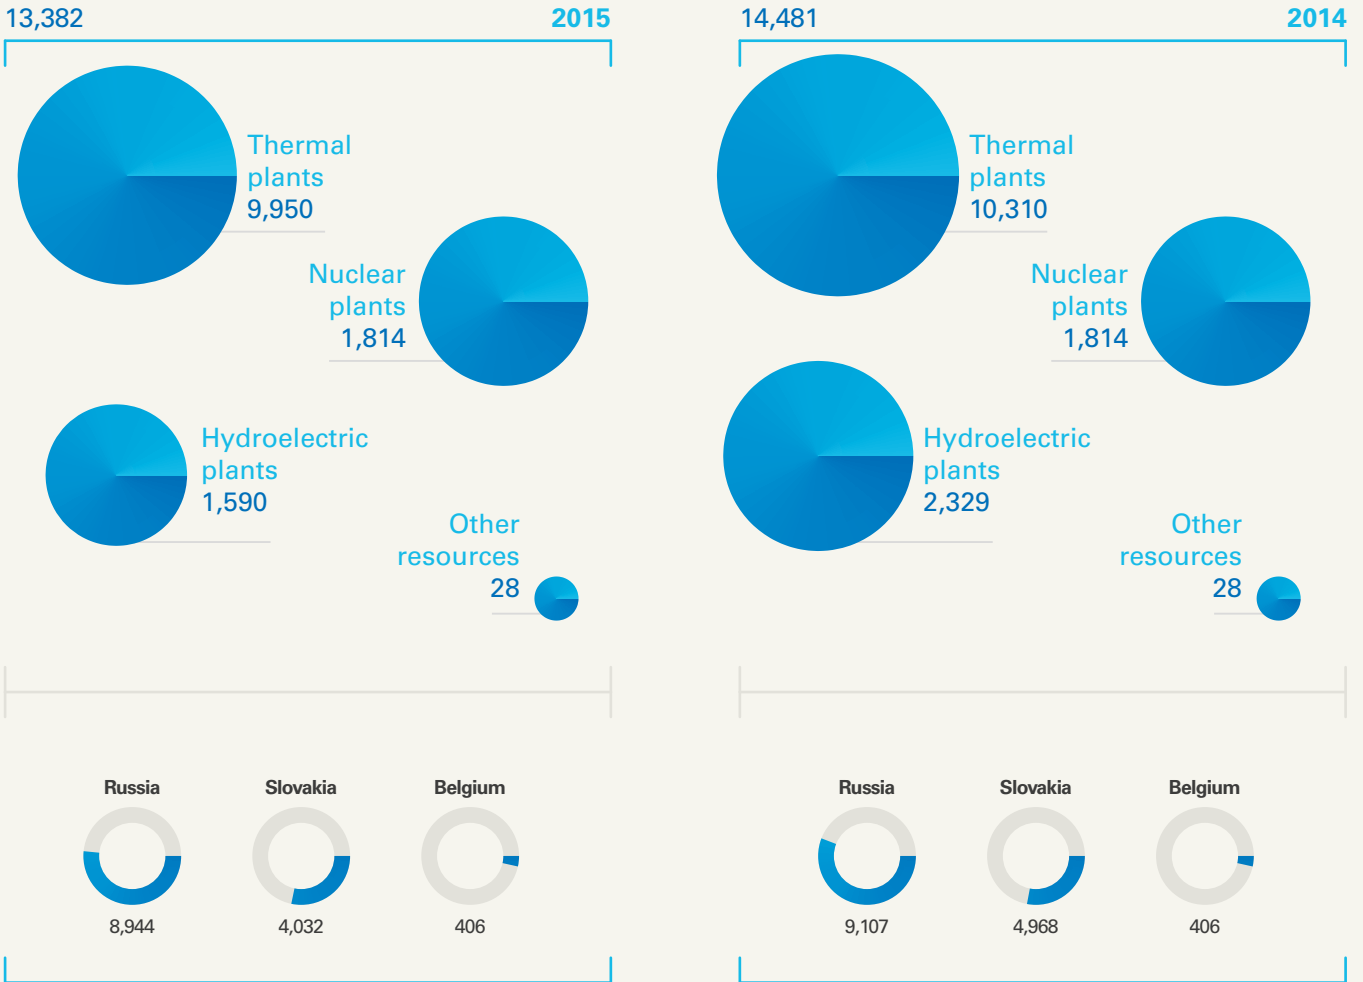 13,382
2015
Thermal
plants
9,950
Nuclear
plants
1,814
Hydroelectric
plants
1,590
Other
resources
28
Russia
Slovakia
Belgium
8,944
4,032
406
14,481
2014
Thermal
plants
10,310
Nuclear
plants
1,814
Hydroelectric
plants
2,329
Other
resources
28
Russia
Slovakia
Belgium
9,107
4,968
406